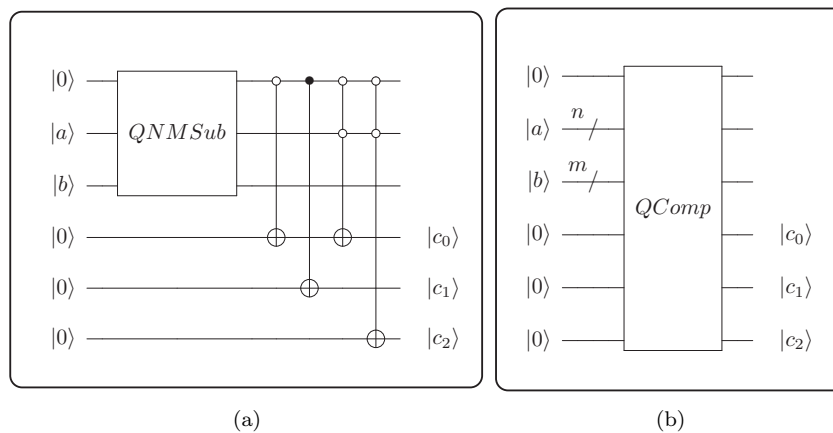 |0⟩
|a⟩ QNMSub
|b⟩
|0⟩ |c₀⟩
|0⟩ |c₁⟩
|0⟩ |c₂⟩
(a)
|0⟩
|a⟩ n
|b⟩ m
QComp
|0⟩ |c₀⟩
|0⟩ |c₁⟩
|0⟩ |c₂⟩
(b)